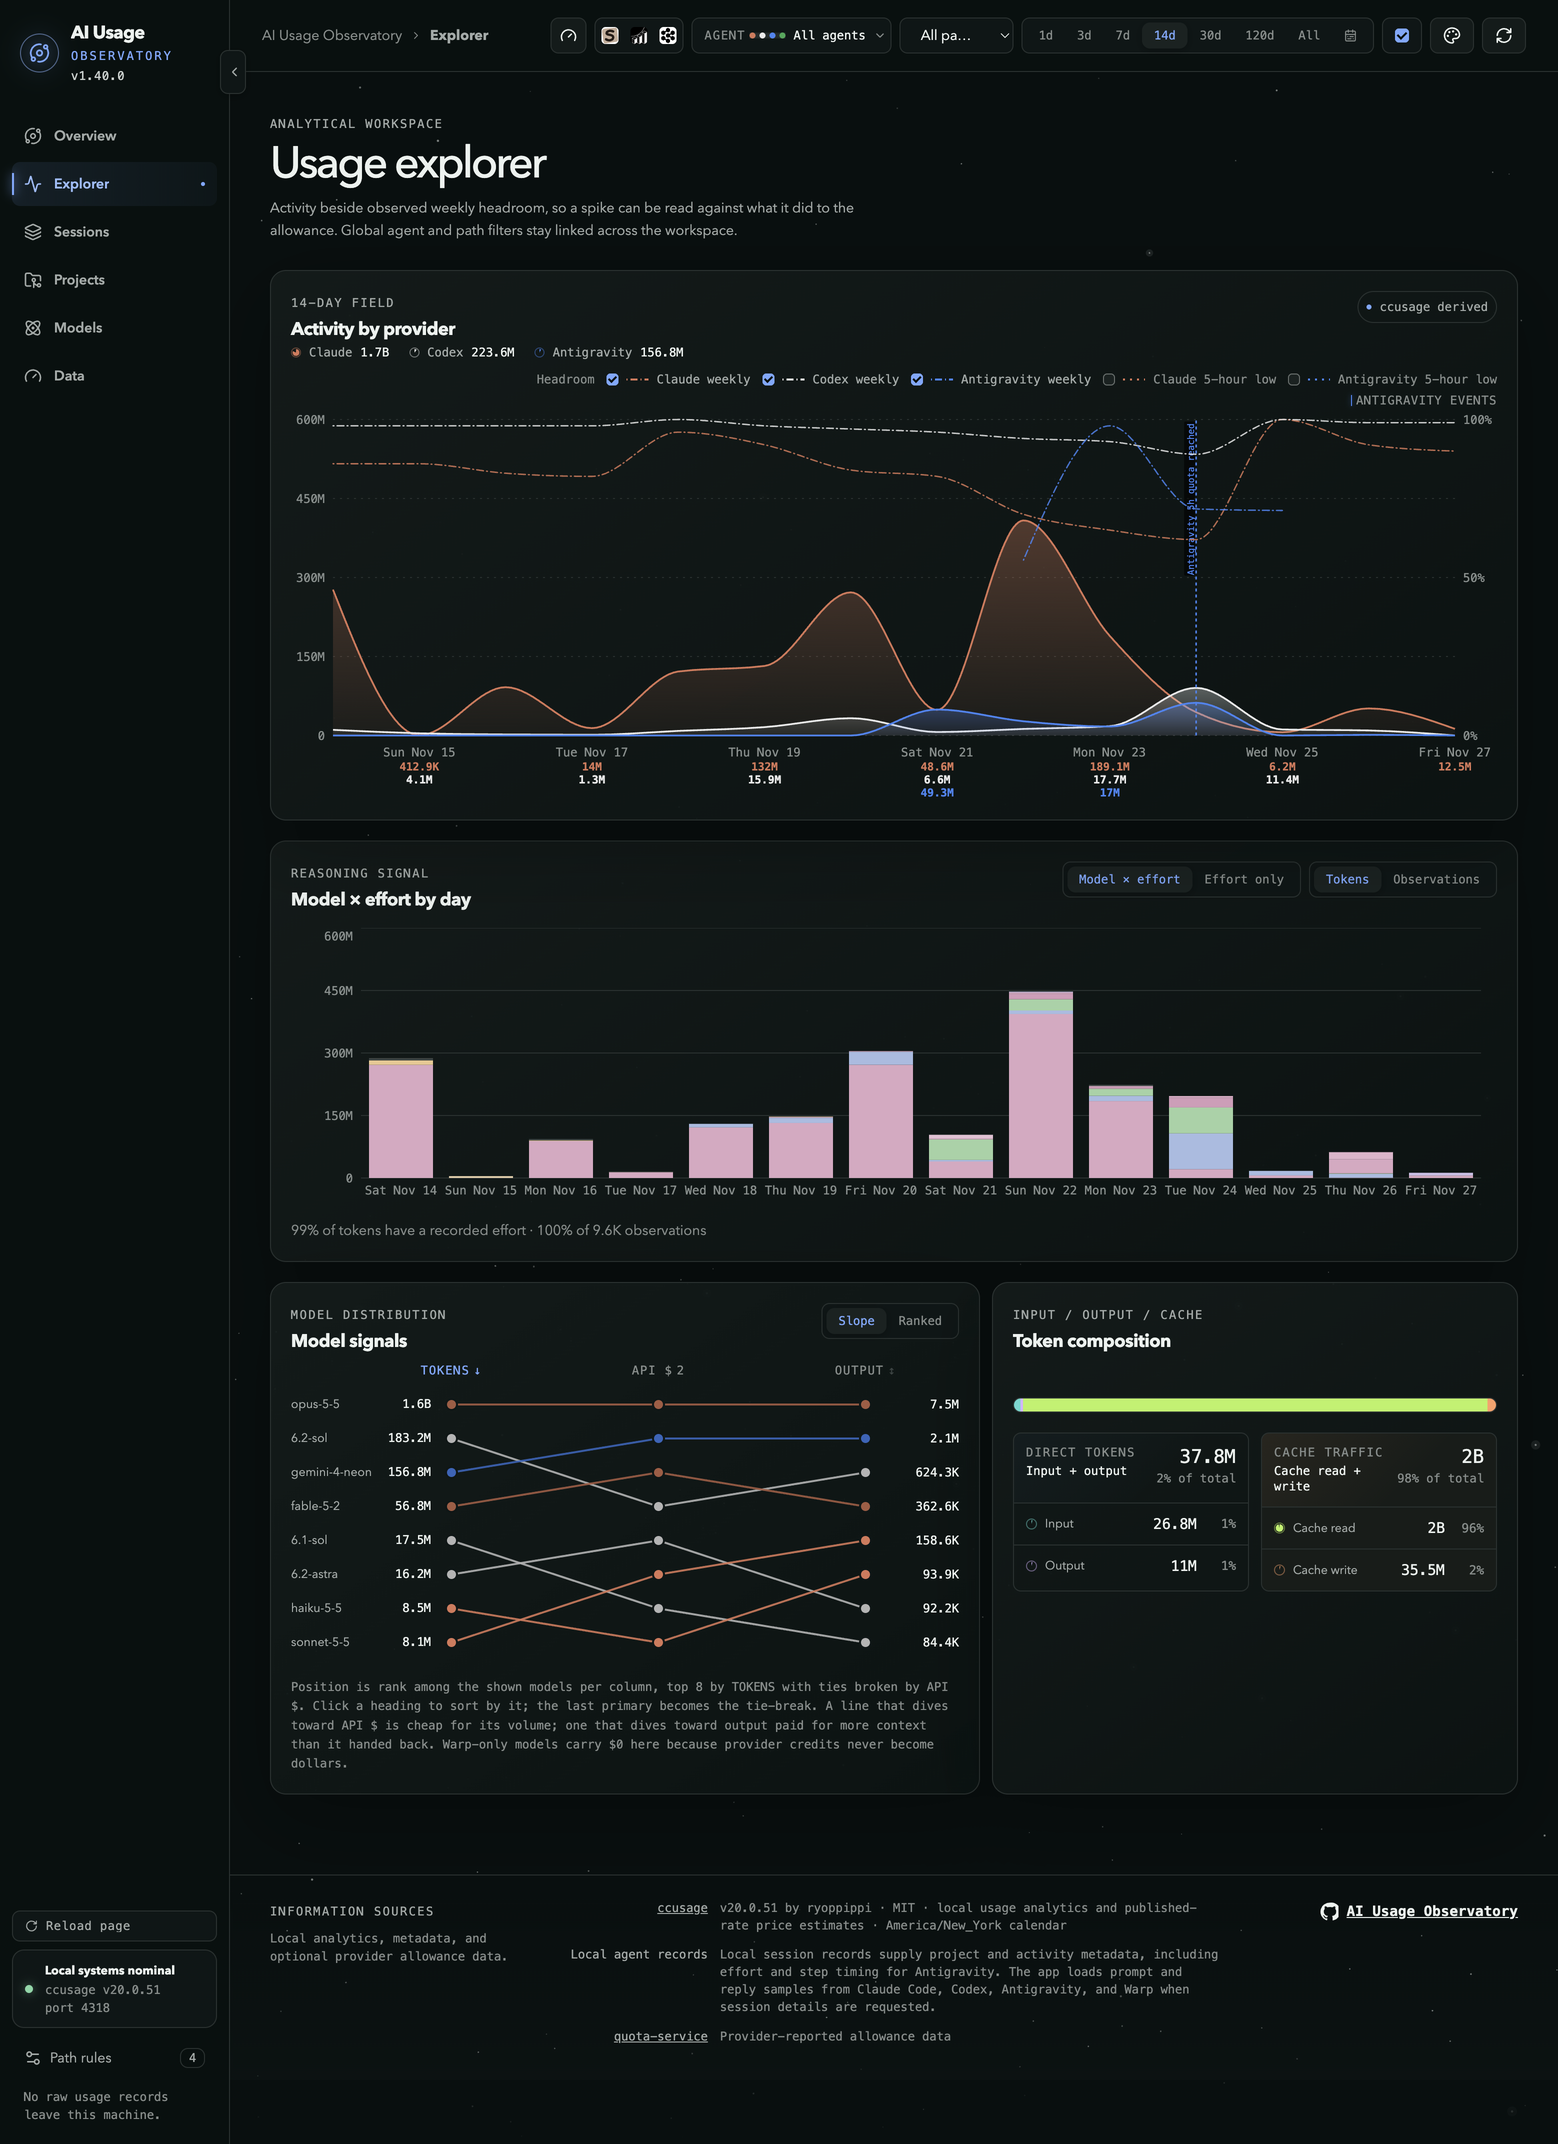 AI Usage
OBSERVATORY
v1.40.0
Overview
Explorer
Sessions
Projects
Models
Data
AI Usage Observatory › Explorer
AGENT All agents
All pa...
1d 3d 7d 14d 30d 120d All
ANALYTICAL WORKSPACE
Usage explorer
Activity beside observed weekly headroom, so a spike can be read against what it did to the
allowance. Global agent and path filters stay linked across the workspace.
14-DAY FIELD
Activity by provider
ccusage derived
Claude 1.7B Codex 223.6M Antigravity 156.8M
Headroom Claude weekly Codex weekly Antigravity weekly Claude 5-hour low Antigravity 5-hour low
ANTIGRAVITY EVENTS
600M 100%
450M
300M 50%
150M
0 0%
Antigravity 5h quota reached
Sun Nov 15 Tue Nov 17 Thu Nov 19 Sat Nov 21 Mon Nov 23 Wed Nov 25 Fri Nov 27
412.9K 14M 132M 48.6M 189.1M 6.2M 12.5M
4.1M 1.3M 15.9M 6.6M 17.7M 11.4M
49.3M 17M
REASONING SIGNAL
Model × effort by day
Model × effort Effort only
Tokens Observations
600M
450M
300M
150M
0
Sat Nov 14 Sun Nov 15 Mon Nov 16 Tue Nov 17 Wed Nov 18 Thu Nov 19 Fri Nov 20 Sat Nov 21 Sun Nov 22 Mon Nov 23 Tue Nov 24 Wed Nov 25 Thu Nov 26 Fri Nov 27
99% of tokens have a recorded effort · 100% of 9.6K observations
MODEL DISTRIBUTION
Model signals
Slope Ranked
TOKENS ↓ API $ 2 OUTPUT ↕
opus-5-5 1.6B 7.5M
6.2-sol 183.2M 2.1M
gemini-4-neon 156.8M 624.3K
fable-5-2 56.8M 362.6K
6.1-sol 17.5M 158.6K
6.2-astra 16.2M 93.9K
haiku-5-5 8.5M 92.2K
sonnet-5-5 8.1M 84.4K
Position is rank among the shown models per column, top 8 by TOKENS with ties broken by API
$. Click a heading to sort by it; the last primary becomes the tie-break. A line that dives
toward API $ is cheap for its volume; one that dives toward output paid for more context
than it handed back. Warp-only models carry $0 here because provider credits never become
dollars.
INPUT / OUTPUT / CACHE
Token composition
DIRECT TOKENS 37.8M
Input + output 2% of total
Input 26.8M 1%
Output 11M 1%
CACHE TRAFFIC 2B
Cache read + 98% of total
write
Cache read 2B 96%
Cache write 35.5M 2%
Reload page
Local systems nominal
ccusage v20.0.51
port 4318
Path rules 4
No raw usage records
leave this machine.
INFORMATION SOURCES
Local analytics, metadata, and
optional provider allowance data.
ccusage v20.0.51 by ryoppippi · MIT · local usage analytics and published-
rate price estimates · America/New_York calendar
Local agent records Local session records supply project and activity metadata, including
effort and step timing for Antigravity. The app loads prompt and
reply samples from Claude Code, Codex, Antigravity, and Warp when
session details are requested.
quota-service Provider-reported allowance data
AI Usage Observatory